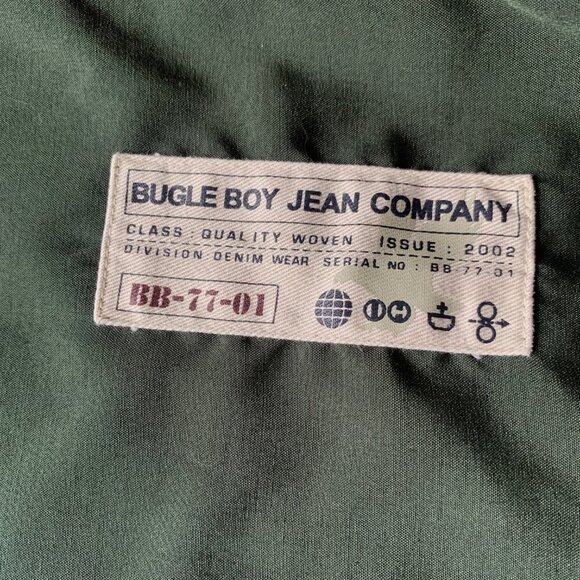 BUGLE BOY JEAN COMPANY
CLASS : QUALITY WOVEN ISSUE : 2002
DIVISION DENIM WEAR SERIAL NO : BB 77 01
BB-77-01